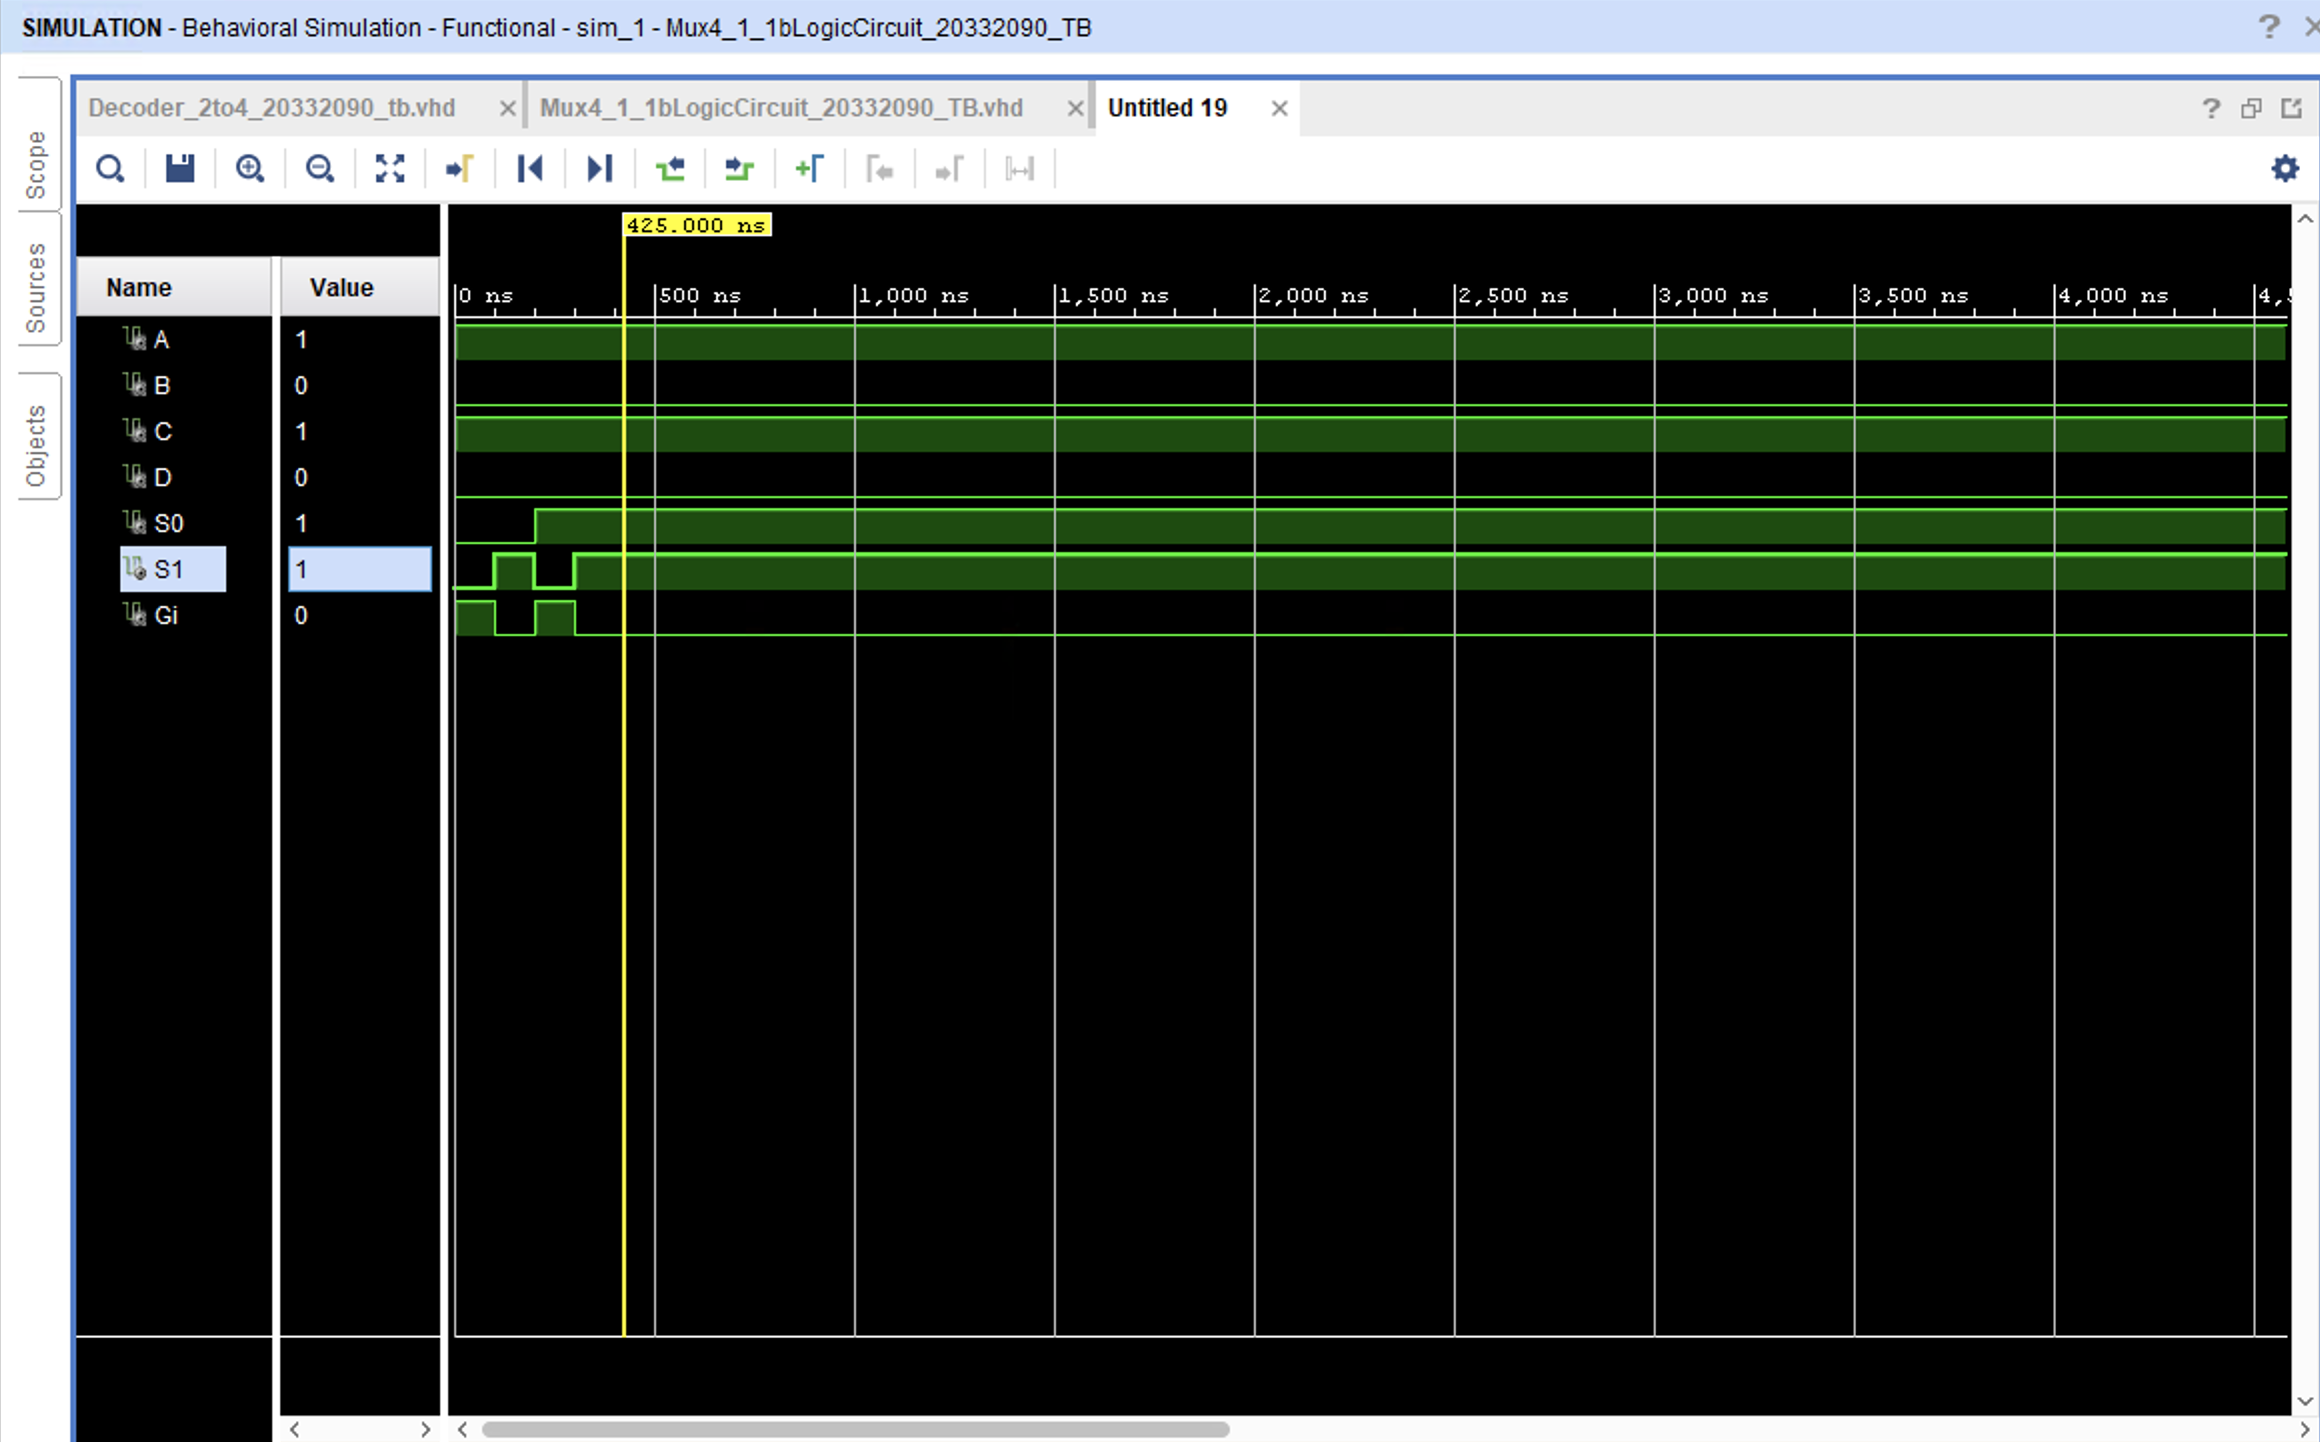 SIMULATION - Behavioral Simulation - Functional - sim_1 - Mux4_1_1bLogicCircuit_20332090_TB
Scope
Sources
Objects
Decoder_2to4_20332090_tb.vhd
Mux4_1_1bLogicCircuit_20332090_TB.vhd
Untitled 19
425.000 ns
Name Value
0 ns 500 ns 1,000 ns 1,500 ns 2,000 ns 2,500 ns 3,000 ns 3,500 ns 4,000 ns
A 1
B 0
C 1
D 0
S0 1
S1 1
Gi 0